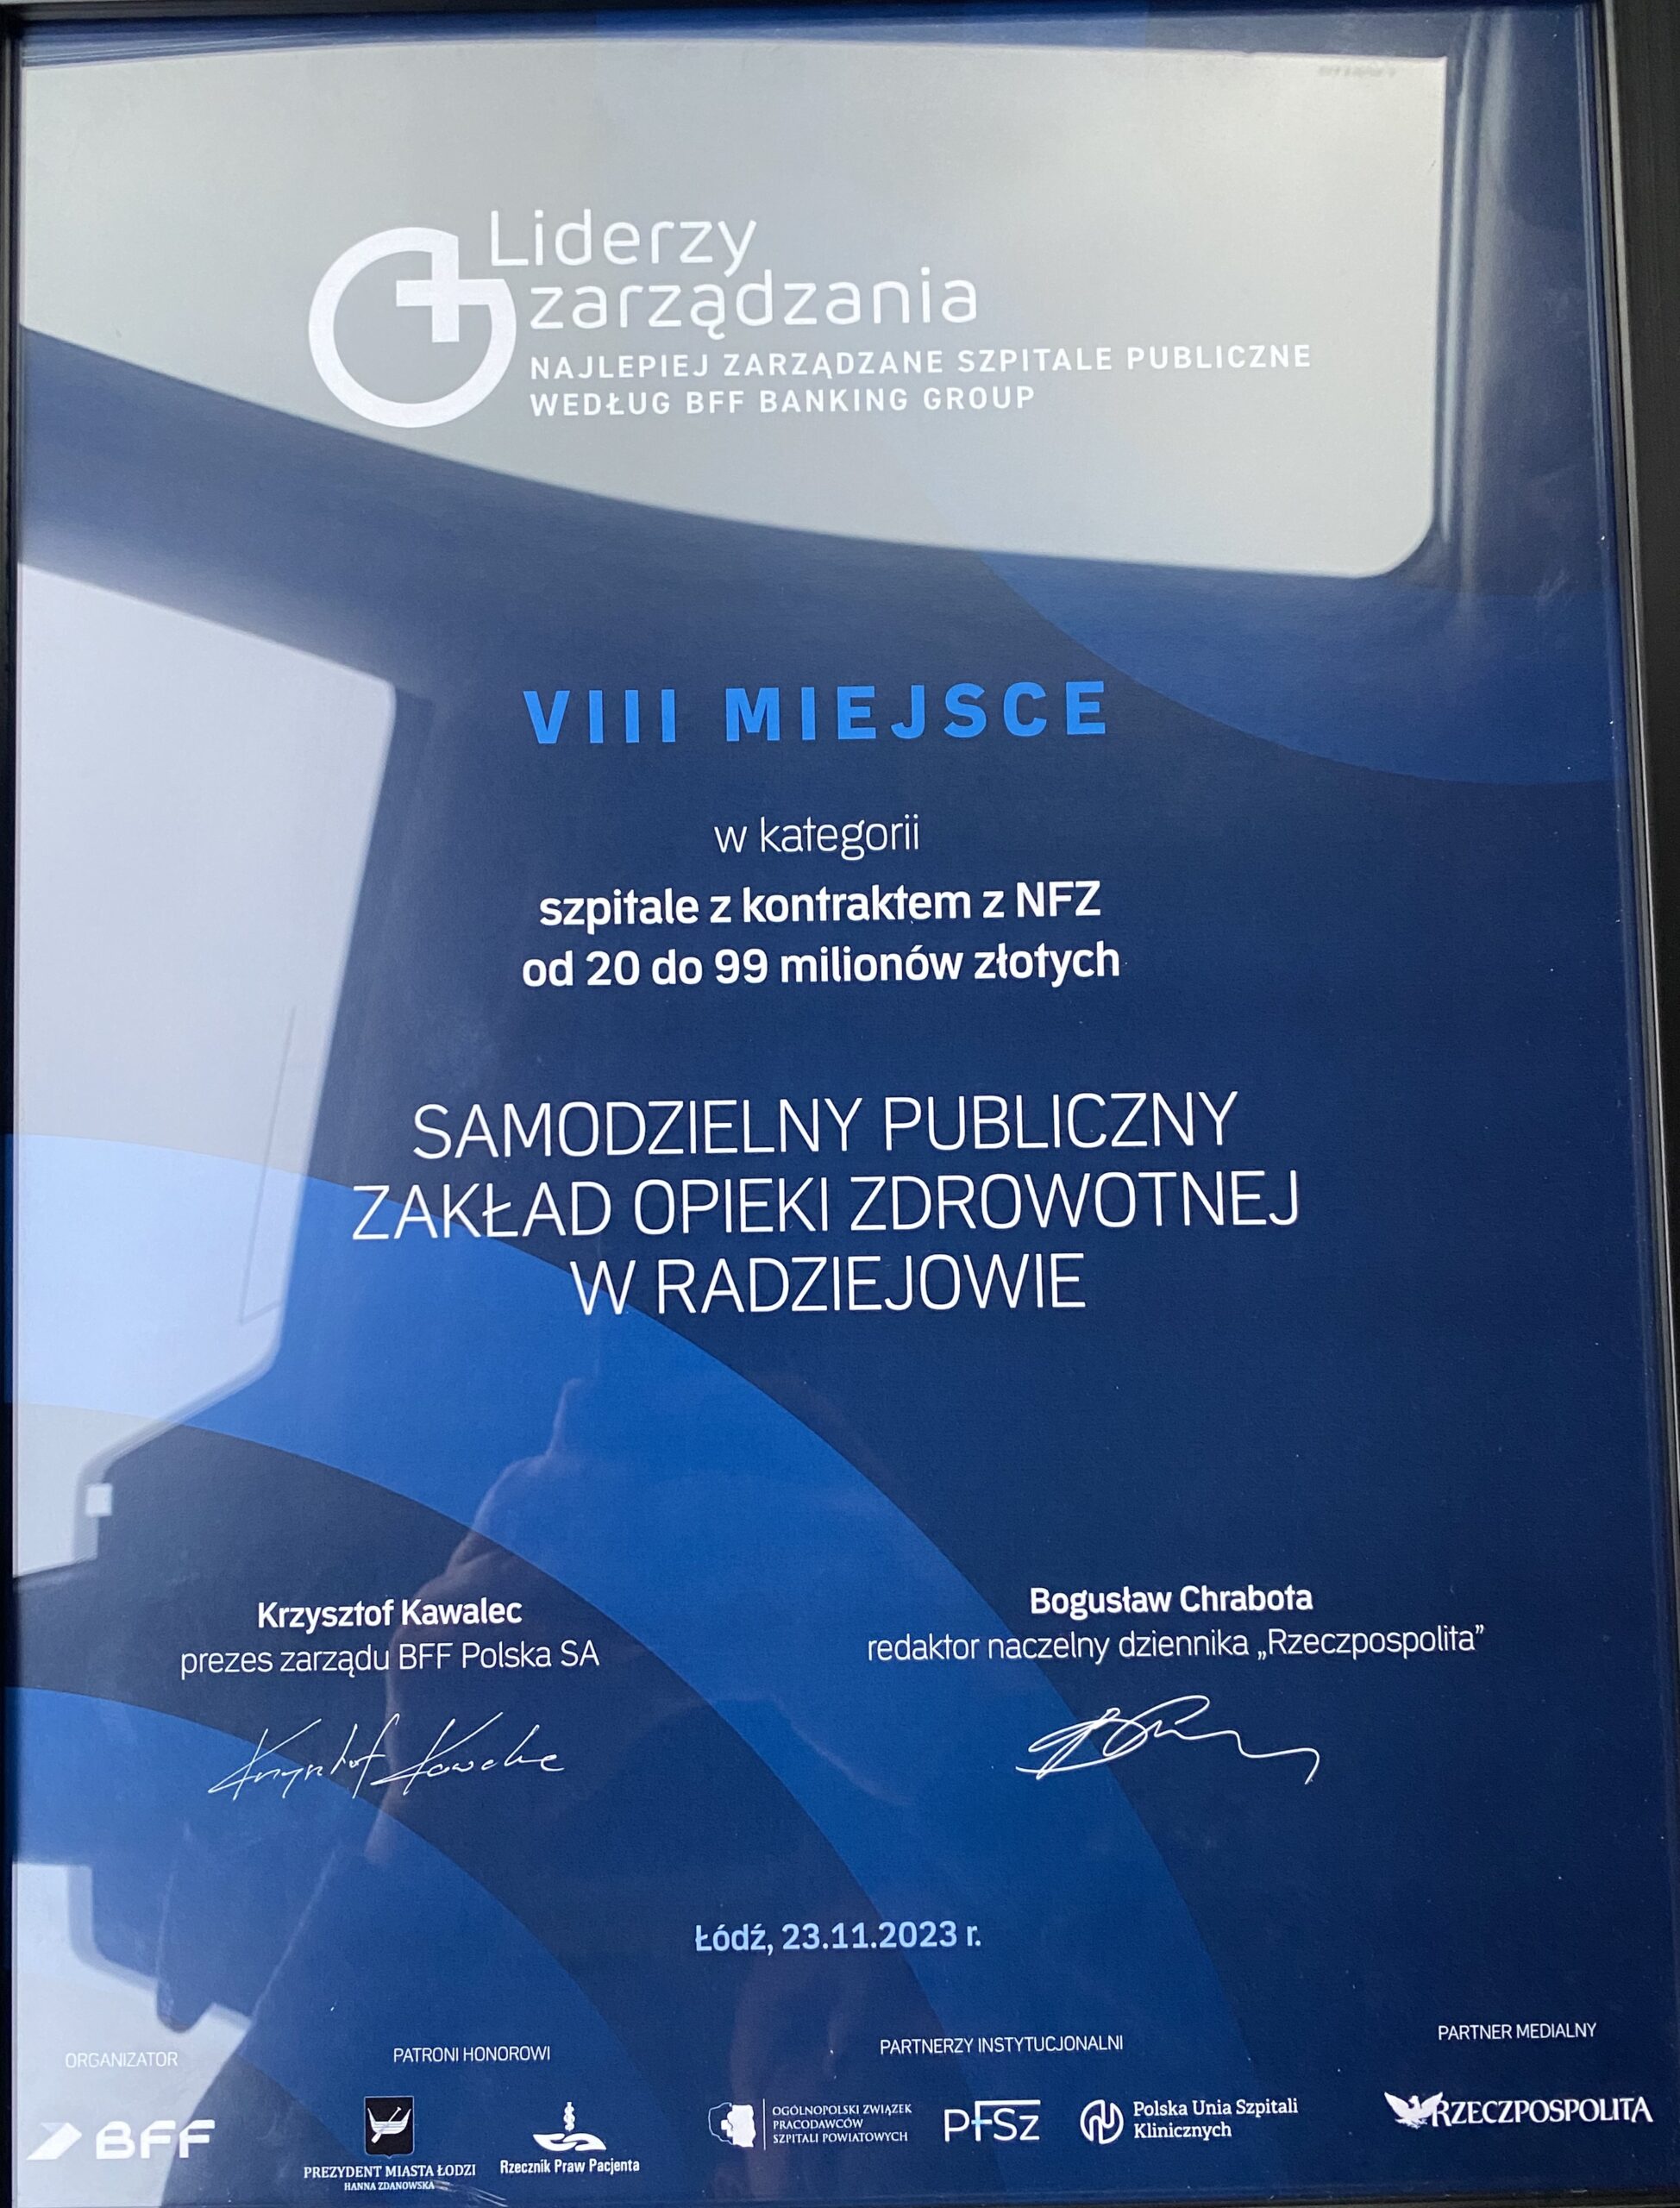 Liderzy
zarządzania
NAJLEPIEJ ZARZĄDZANE SZPITALE PUBLICZNE
WEDŁUG BFF BANKING GROUP
VIII MIEJSCE
w kategorii
szpitale z kontraktem z NFZ
od 20 do 99 milionów złotych
SAMODZIELNY PUBLICZNY
ZAKŁAD OPIEKI ZDROWOTNEJ
W RADZIEJOWIE
Krzysztof Kawalec
prezes zarządu BFF Polska SA
Krzysztof Kawalec
Bogusław Chrabota
redaktor naczelny dziennika „Rzeczpospolita”
Łódź, 23.11.2023 r.
ORGANIZATOR
BFF
PATRONI HONOROWI
PREZYDENT MIASTA ŁODZI
HANNA ZDANOWSKA
Rzecznik Praw Pacjenta
PARTNERZY INSTYTUCJONALNI
OGÓLNOPOLSKI ZWIĄZEK
PRACODAWCÓW
SZPITALI POWIATOWYCH
PFSz
Polska Unia Szpitali
Klinicznych
PARTNER MEDIALNY
RZECZPOSPOLITA